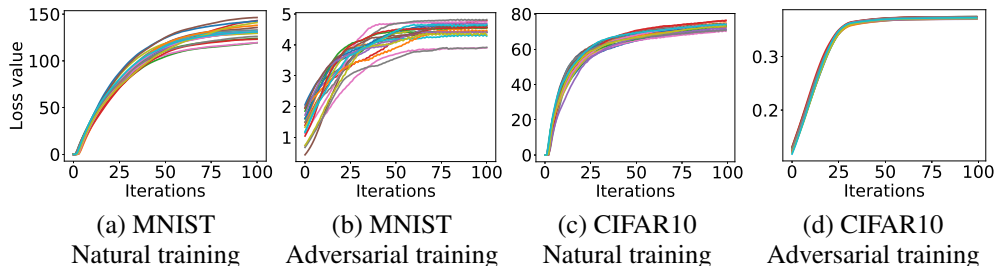 Loss value
150
100
50
0
0 25 50 75 100
Iterations
5
4
3
2
1
0 25 50 75 100
Iterations
80
60
40
20
0
0 25 50 75 100
Iterations
0.3
0.2
0 25 50 75 100
Iterations
(a) MNIST
Natural training
(b) MNIST
Adversarial training
(c) CIFAR10
Natural training
(d) CIFAR10
Adversarial training